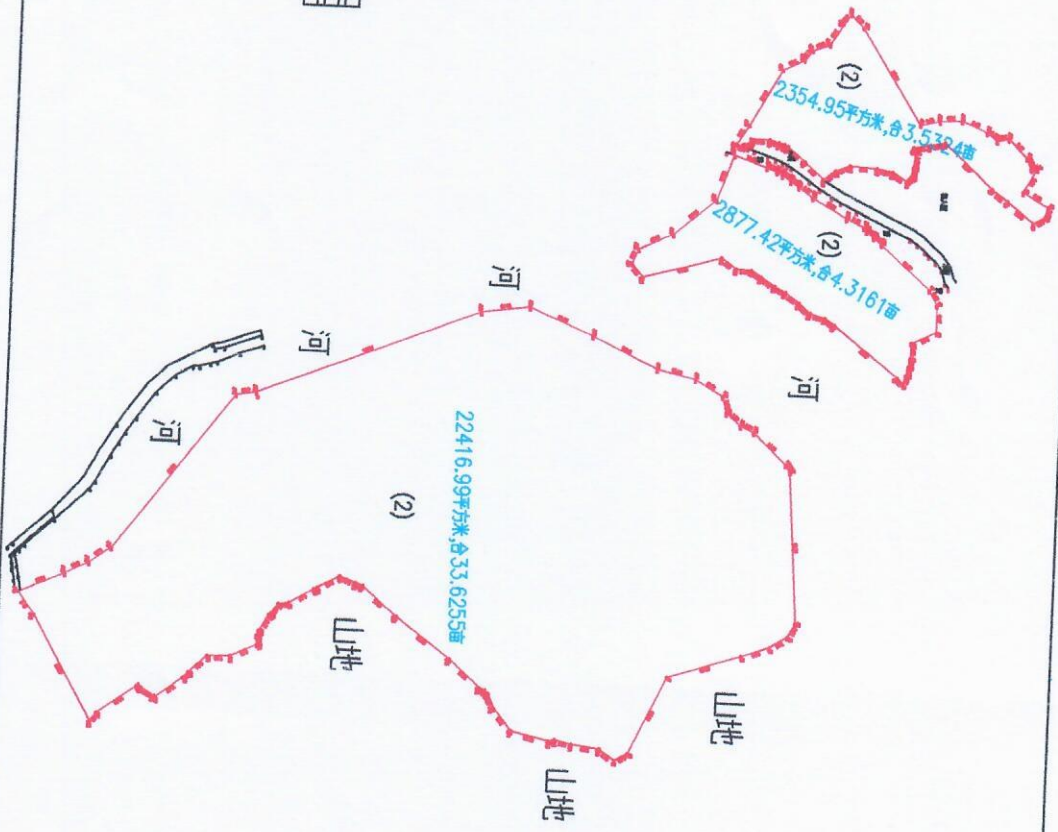 (2)
2354.95平方米,合3.5324亩
(2)
2877.42平方米,合4.3161亩
河
河
河
河
22416.99平方米,合33.6255亩
(2)
山地
山地
山地